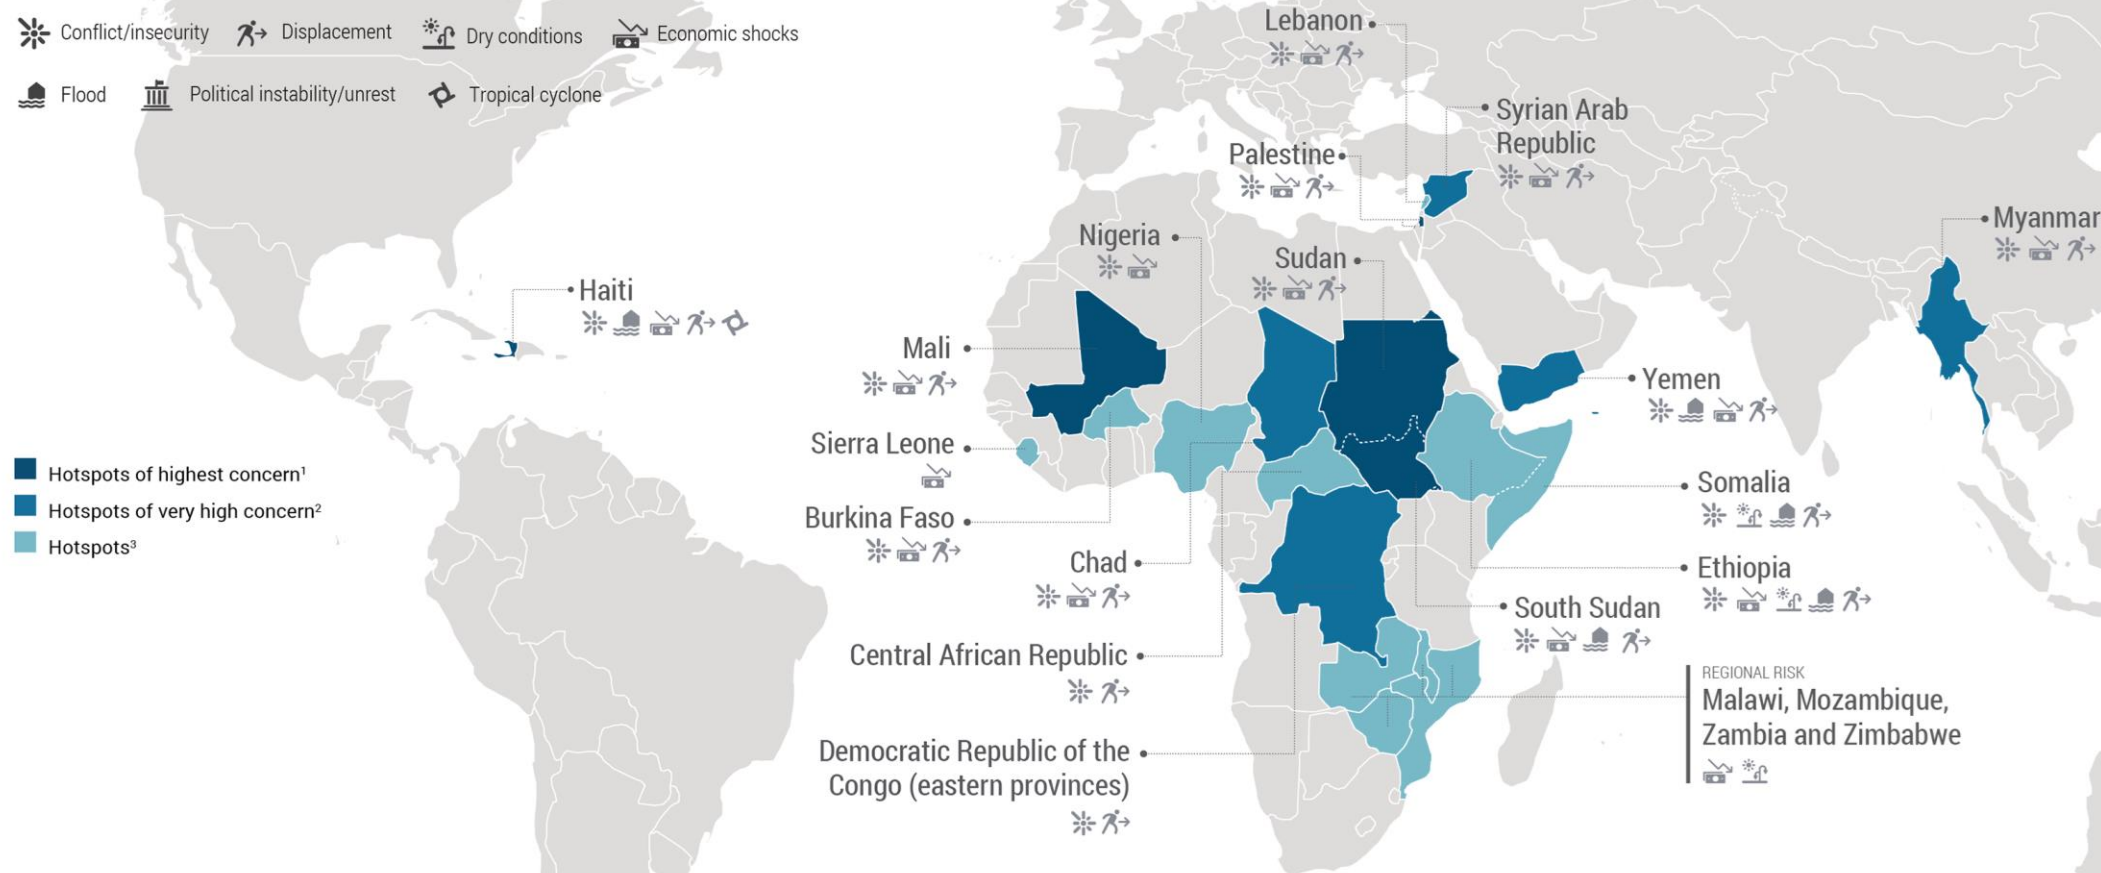 Conflict/insecurity
Displacement
Dry conditions
Economic shocks
Flood
Political instability/unrest
Tropical cyclone
Lebanon
Syrian Arab
Republic
Palestine
Myanmar
Nigeria
Sudan
Haiti
Mali
Yemen
Sierra Leone
Hotspots of highest concern¹
Hotspots of very high concern²
Hotspots³
Somalia
Burkina Faso
Chad
Ethiopia
South Sudan
Central African Republic
REGIONAL RISK
Malawi, Mozambique,
Zambia and Zimbabwe
Democratic Republic of the
Congo (eastern provinces)